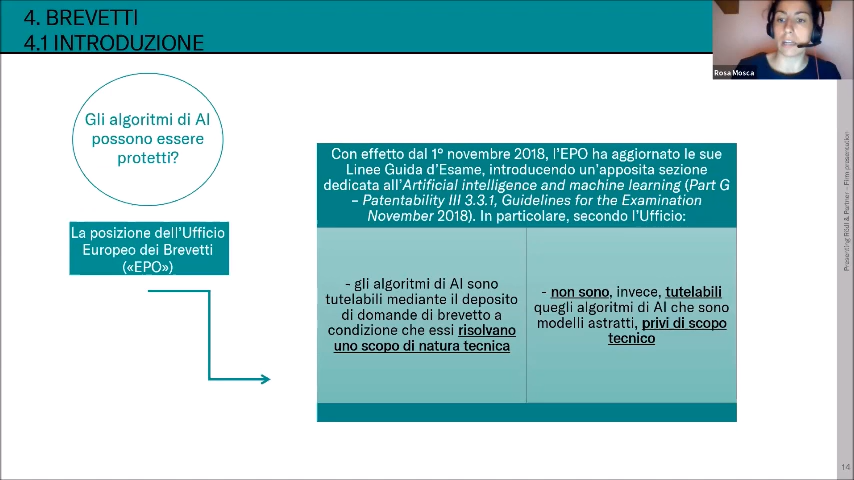 4. BREVETTI
4.1 INTRODUZIONE
Rosa Mosca
Gli algoritmi di AI
possono essere
protetti?
La posizione dell'Ufficio
Europeo dei Brevetti
(«EPO»)
Con effetto dal 1° novembre 2018, l'EPO ha aggiornato le sue
Linee Guida d'Esame, introducendo un'apposita sezione
dedicata all'Artificial intelligence and machine learning (Part G
– Patentability III 3.3.1, Guidelines for the Examination
November 2018). In particolare, secondo l'Ufficio:
- gli algoritmi di AI sono
tutelabili mediante il deposito
di domande di brevetto a
condizione che essi risolvano
uno scopo di natura tecnica
- non sono, invece, tutelabili
quegli algoritmi di AI che sono
modelli astratti, privi di scopo
tecnico
Presenting Rödl & Partner – Film presentation
14